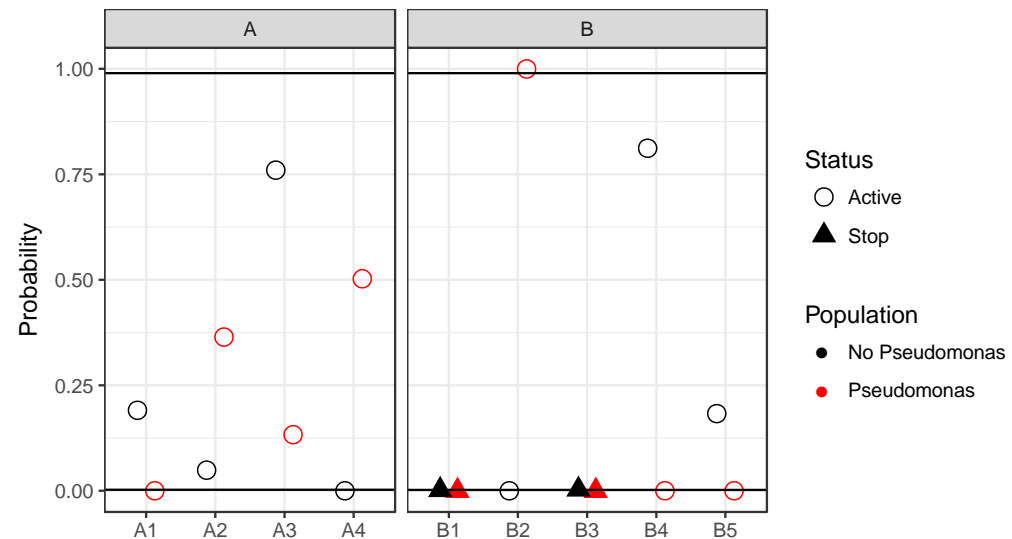 A
B
1.00
0.75
0.50
0.25
0.00
Probability
A1 A2 A3 A4
B1 B2 B3 B4 B5
Status
Active
Stop
Population
No Pseudomonas
Pseudomonas